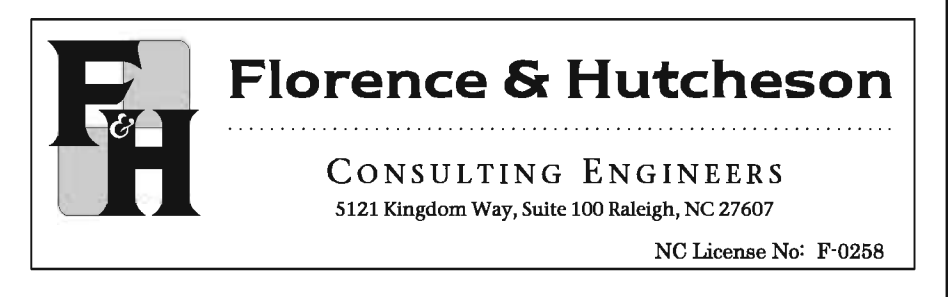 F&H
Florence & Hutcheson
CONSULTING ENGINEERS
5121 Kingdom Way, Suite 100 Raleigh, NC 27607
NC License No: F-0258